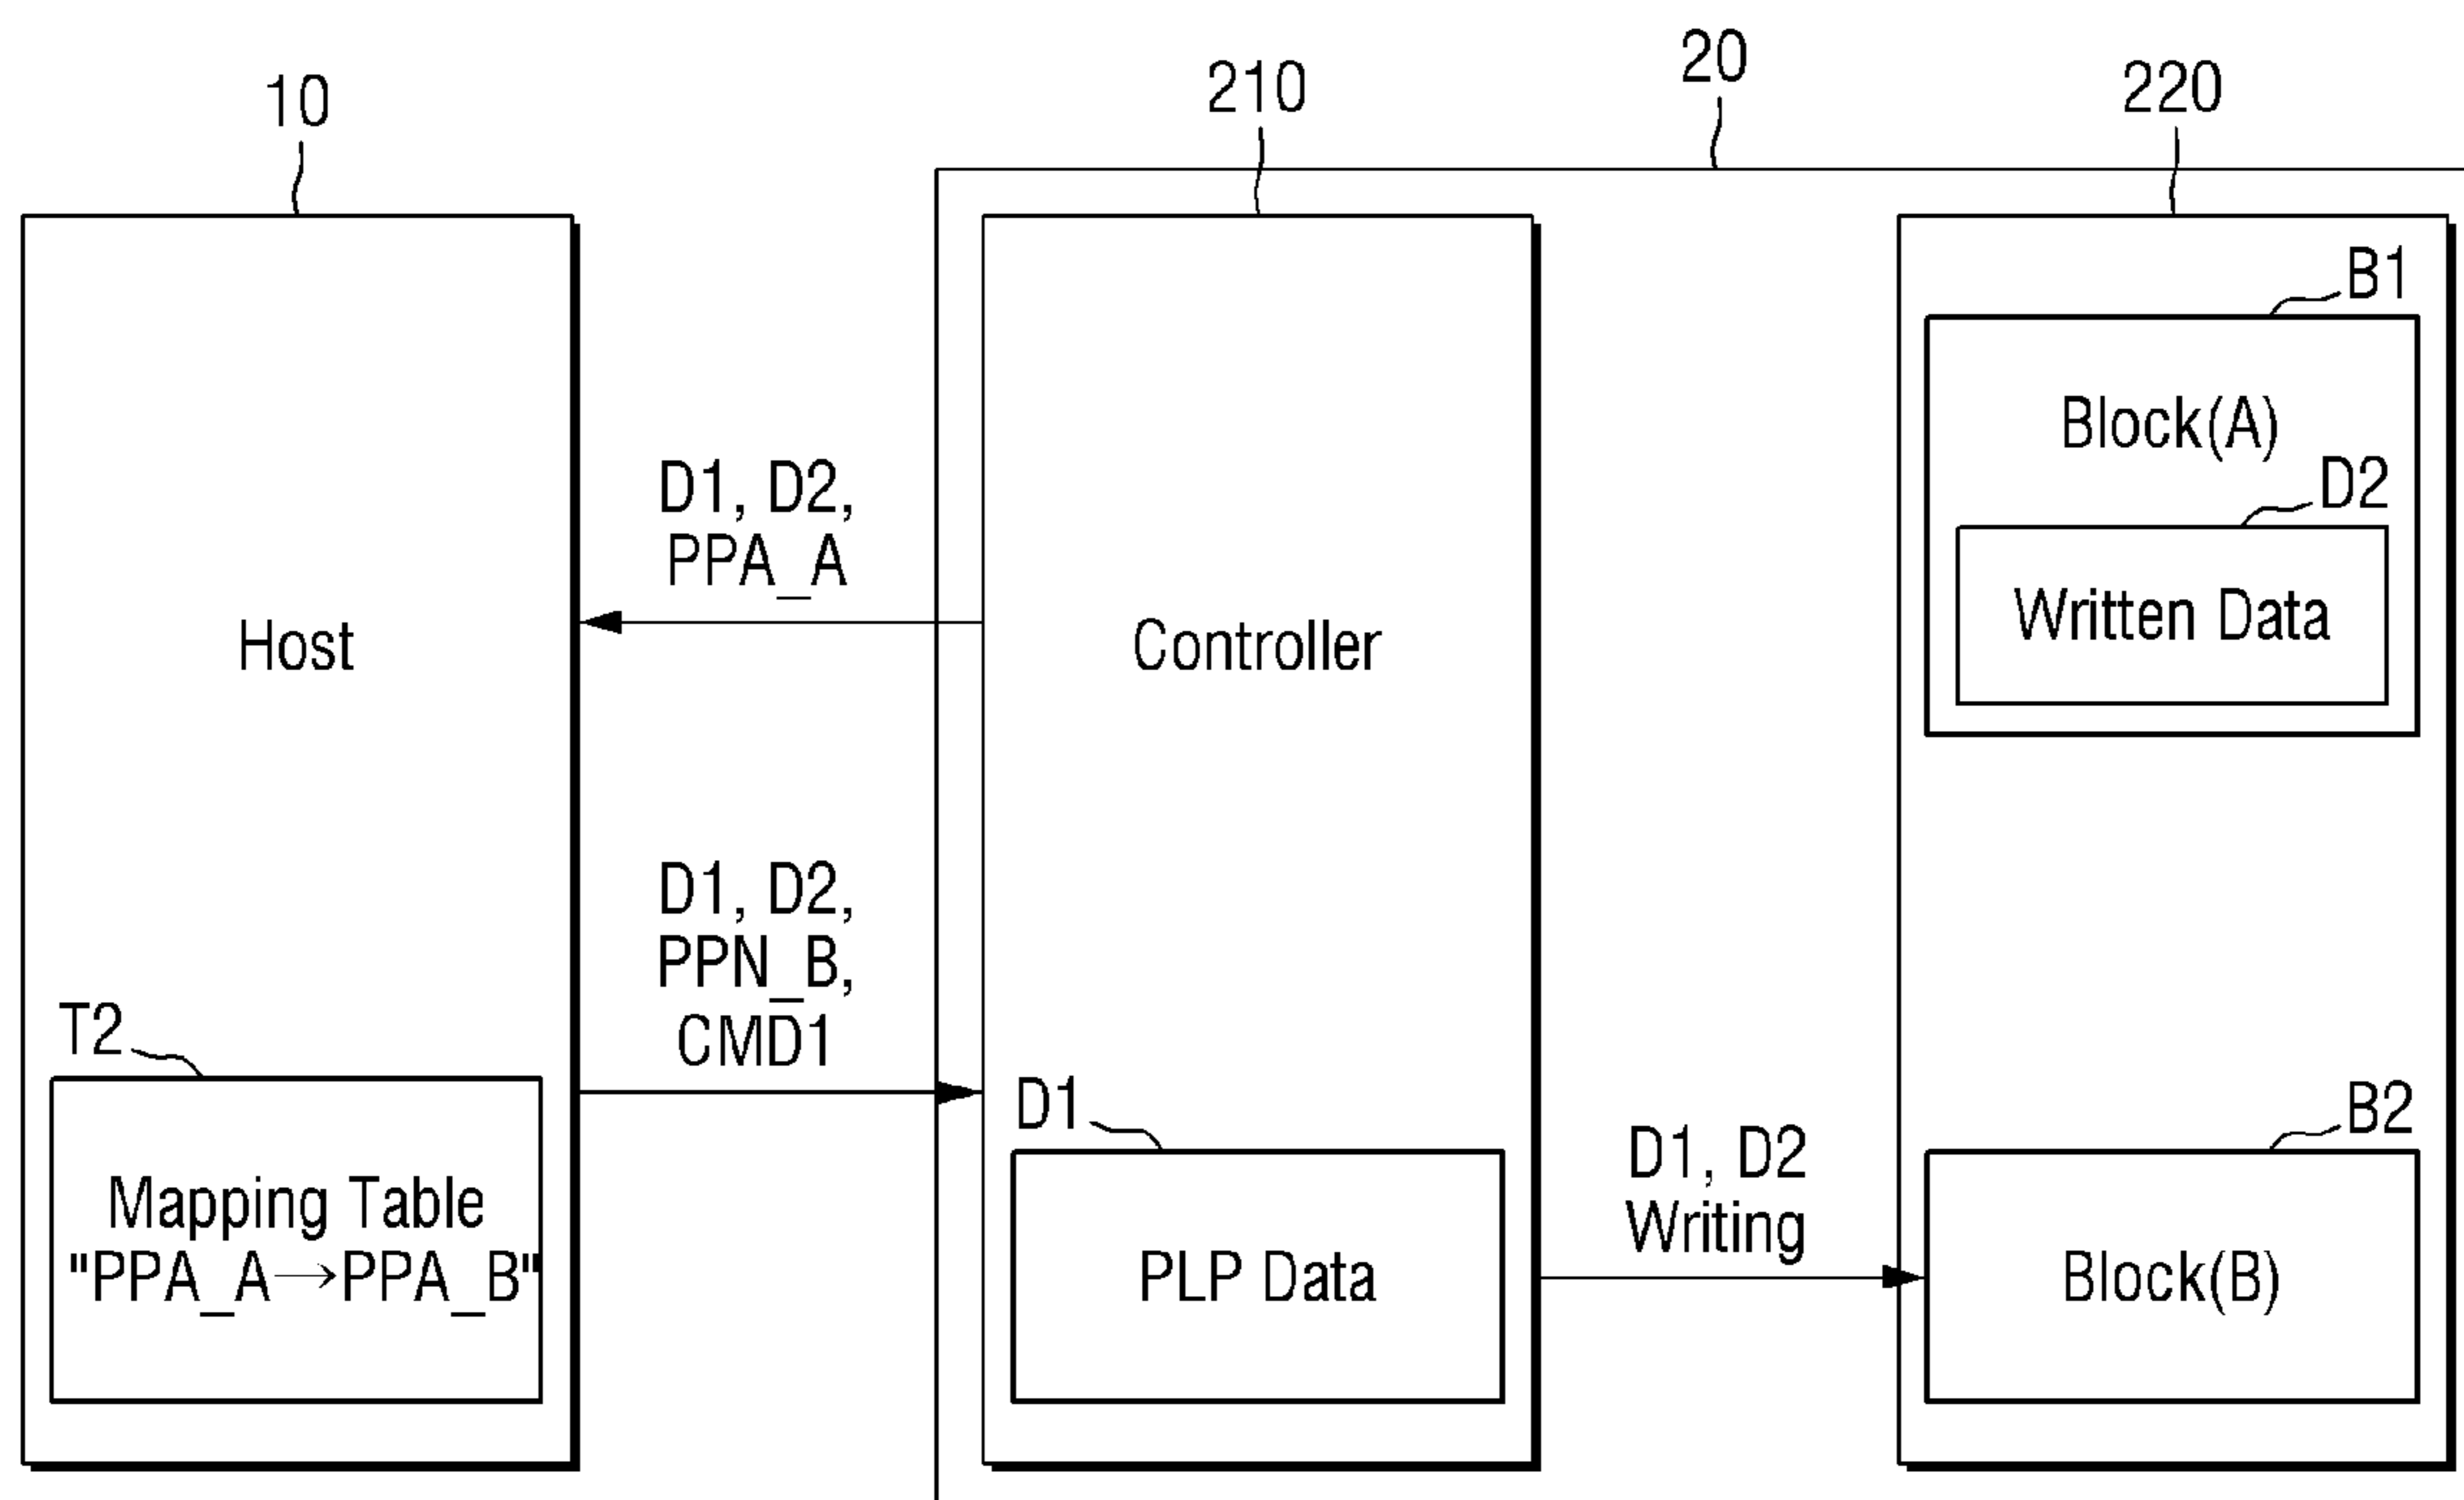 20
10
210
220
B1
Block(A)
D2
Written Data
D1, D2,
PPA_A
Host
Controller
D1, D2,
PPN_B,
CMD1
T2
Mapping Table
"PPA_A→PPA_B"
D1
PLP Data
D1, D2
Writing
B2
Block(B)